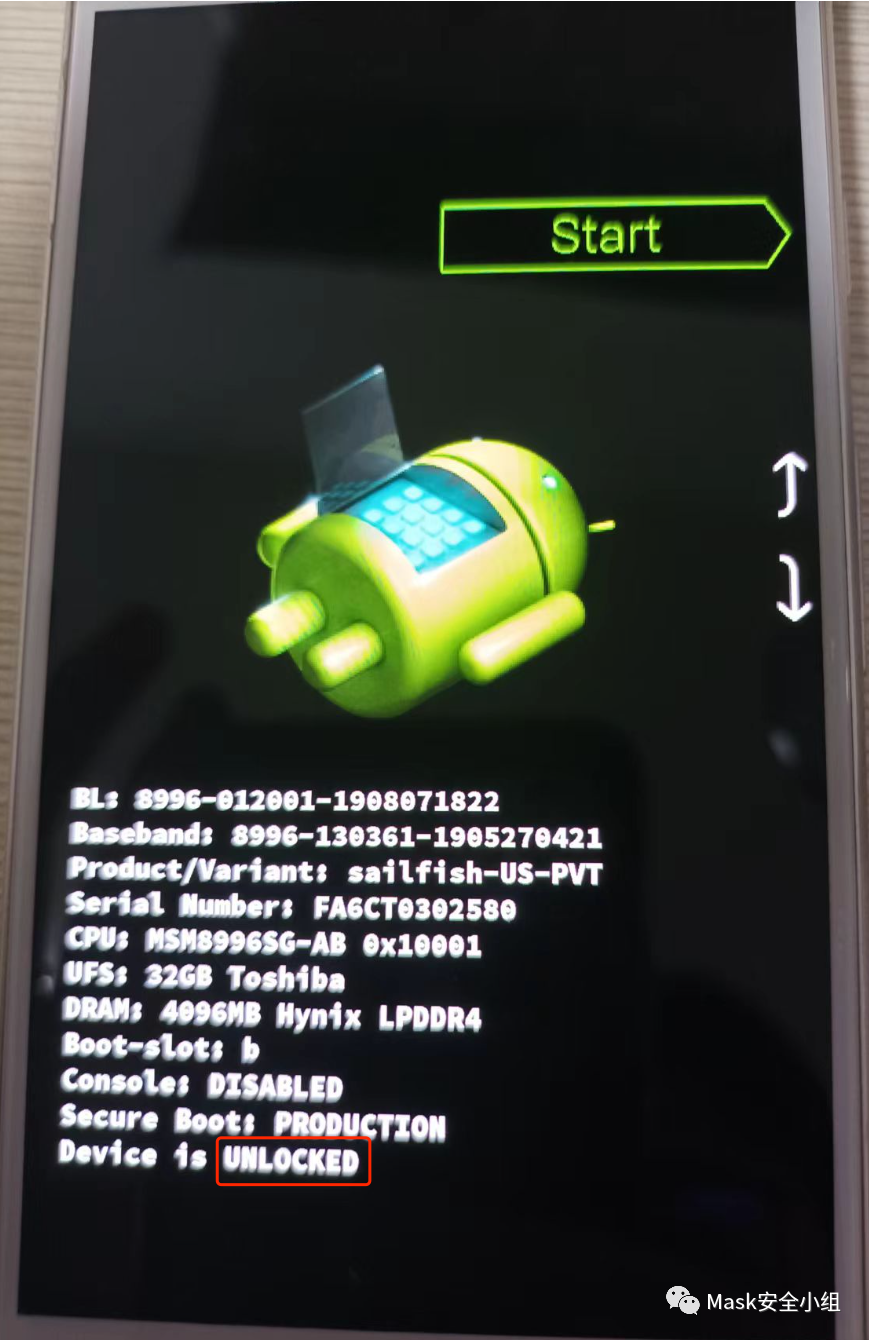 Start
BL: 8996-012001-1908071822
Baseband: 8996-130361-1905270421
Product/Variant: sailfish-US-PVT
Serial Number: FA6CT0302580
CPU: MSM8996SG-AB 0x10001
UFS: 32GB Toshiba
DRAM: 4096MB Hynix LPDDR4
Boot-slot: b
Console: DISABLED
Secure Boot: PRODUCTION
Device is UNLOCKED
Mask安全小组